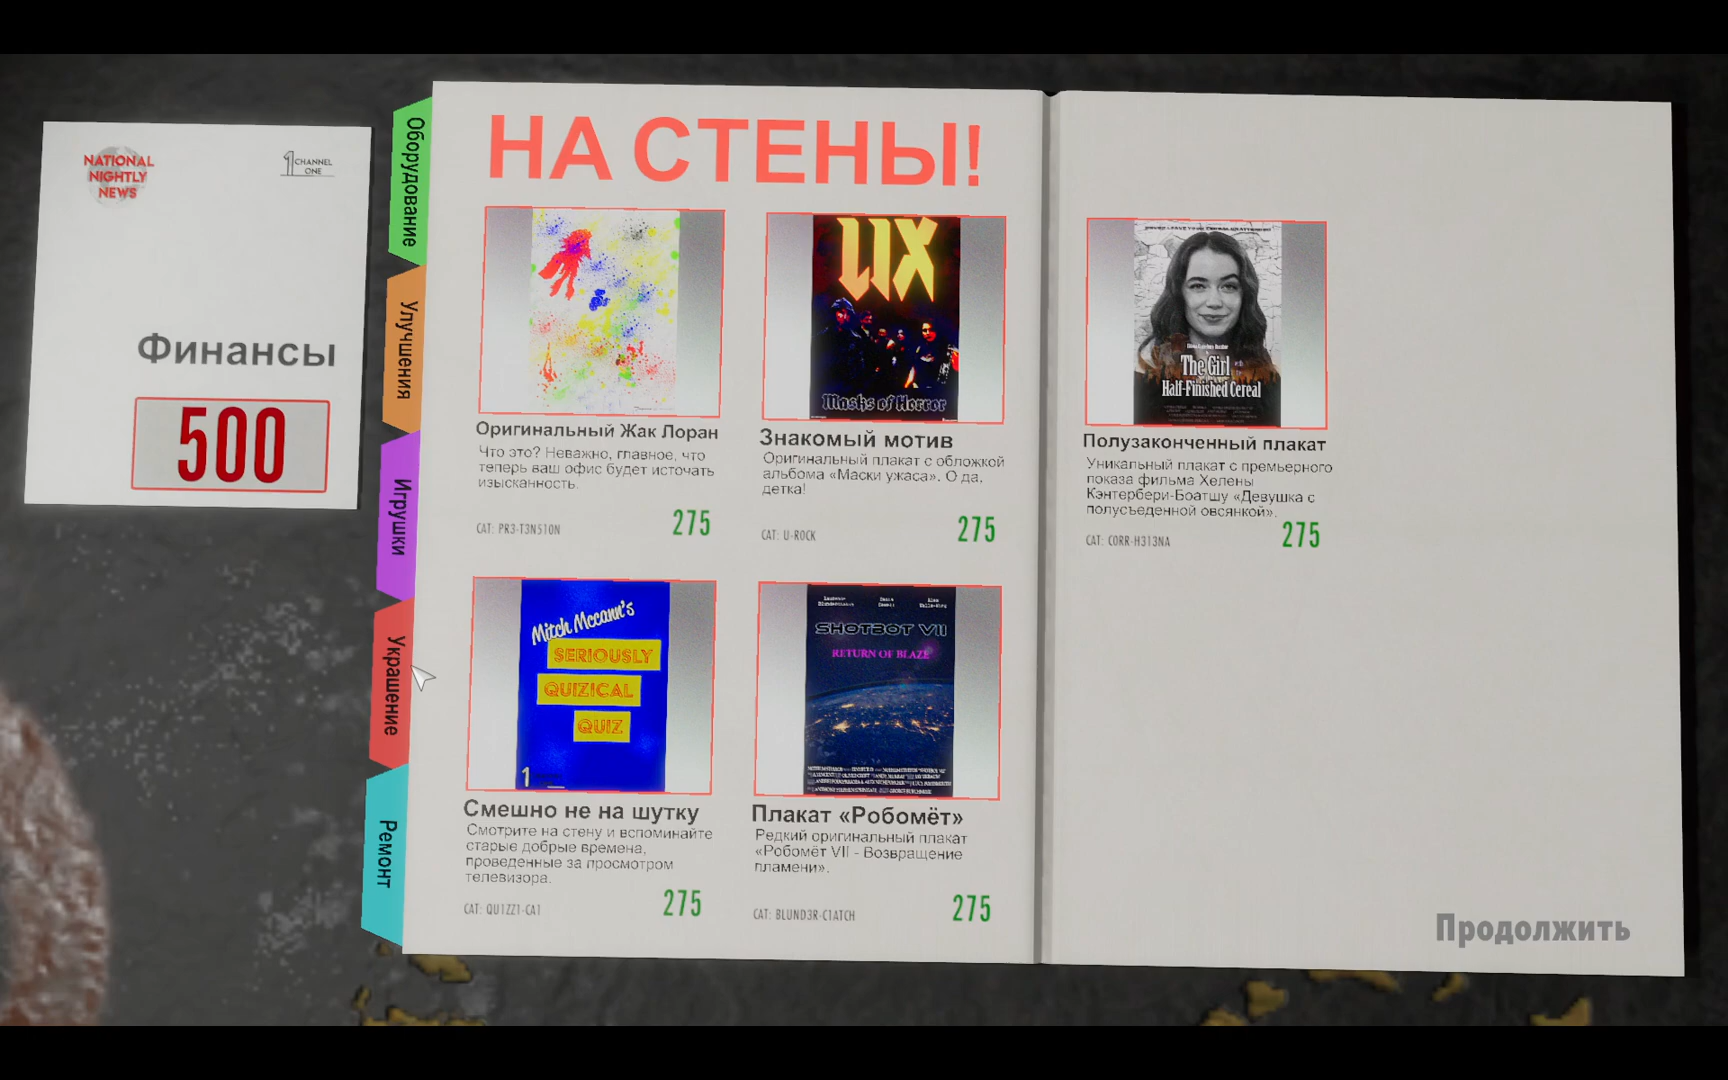 NATIONAL
NIGHTLY
NEWS
1 CHANNEL
ONE
Финансы
500
Оборудование
Улучшения
Игрушки
Украшение
Ремонт
НА СТЕНЫ!
Оригинальный Жак Лоран
Что это? Неважно, главное, что
теперь ваш офис будет источать
изысканность.
CAT: PR3-T3N510N
275
Masks of Horror
Знакомый мотив
Оригинальный плакат с обложкой
альбома «Маски ужаса». О да,
детка!
CAT: U-R0CK
275
Mitch Mccann's
SERIOUSLY
QUIZICAL
QUIZ
1
Смешно не на шутку
Смотрите на стену и вспоминайте
старые добрые времена,
проведенные за просмотром
телевизора.
CAT: QU1ZZ1-CA1
275
SHOTBOT VII
RETURN OF BLAZE
Плакат «Робомёт»
Редкий оригинальный плакат
«Робомёт VII - Возвращение
пламени».
CAT: BLUND3R-C1ATCH
275
The Girl
Half-Finished Cereal
Полузаконченный плакат
Уникальный плакат с премьерного
показа фильма Хелены
Кэнтербери-Боатшу «Девушка с
полусъеденной овсянкой».
CAT: C0RR-H313NA
275
Продолжить